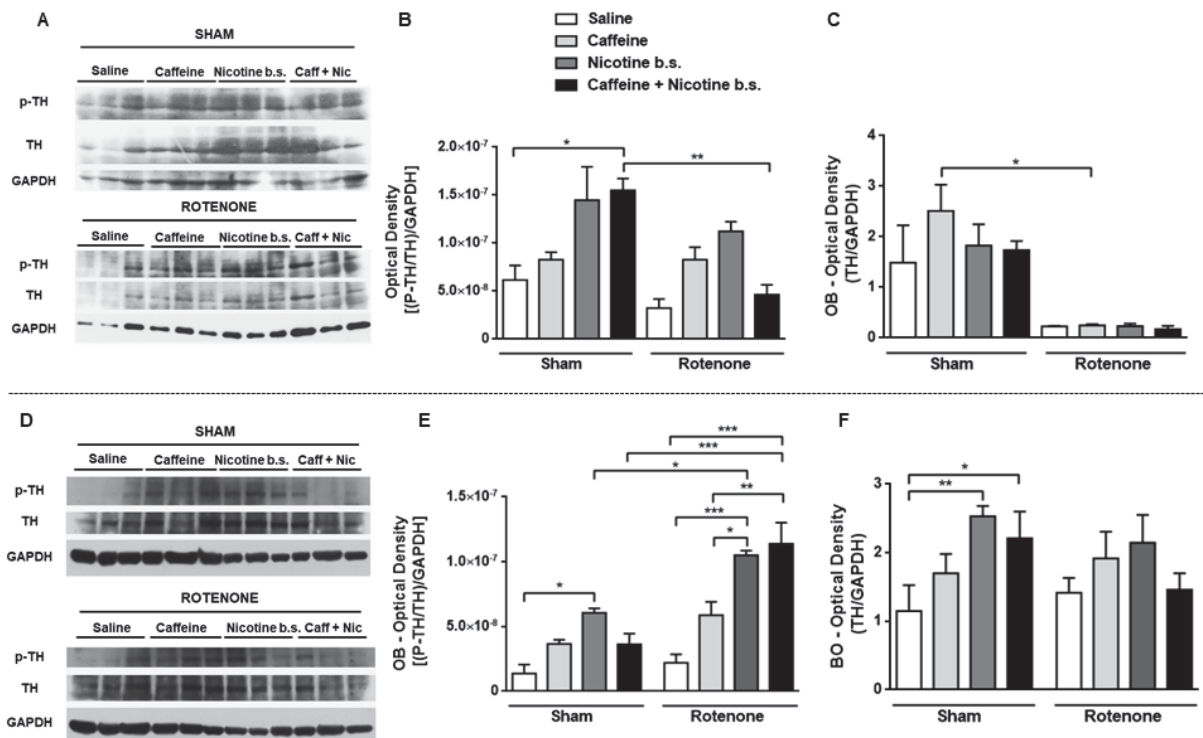 A
SHAM
Saline Caffeine Nicotine b.s. Caff + Nic
p-TH
TH
GAPDH
ROTENONE
Saline Caffeine Nicotine b.s. Caff + Nic
p-TH
TH
GAPDH
B
Saline
Caffeine
Nicotine b.s.
Caffeine + Nicotine b.s.
Optical Density
[(P-TH/TH)/GAPDH]
2.0×10-7
1.5×10-7
1.0×10-7
5.0×10-8
0
*
**
Sham Rotenone
C
OB - Optical Density
(TH/GAPDH)
4
3
2
1
0
*
Sham Rotenone
D
SHAM
Saline Caffeine Nicotine b.s. Caff + Nic
p-TH
TH
GAPDH
ROTENONE
Saline Caffeine Nicotine b.s. Caff + Nic
p-TH
TH
GAPDH
E
OB - Optical Density
[(P-TH/TH)/GAPDH]
1.5×10-7
1.0×10-7
5.0×10-8
0
***
***
*
**
***
*
*
Sham Rotenone
F
BO - Optical Density
(TH/GAPDH)
3
2
1
0
*
**
Sham Rotenone